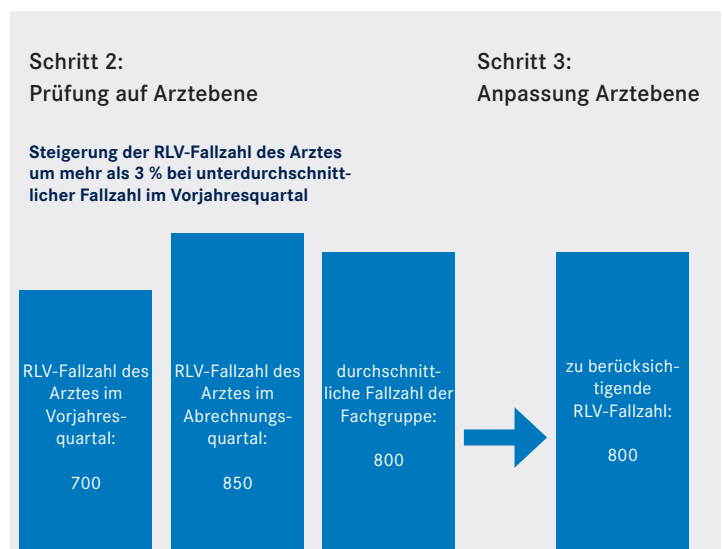 Schritt 2:
Prüfung auf Arztebene
Schritt 3:
Anpassung Arztebene
Steigerung der RLV-Fallzahl des Arztes
um mehr als 3 % bei unterdurchschnitt-
licher Fallzahl im Vorjahresquartal
RLV-Fallzahl des
Arztes im
Vorjahres-
quartal:
700
RLV-Fallzahl des
Arztes im
Abrechnungs-
quartal:
850
durchschnitt-
liche Fallzahl der
Fachgruppe:
800
zu berücksich-
tigende
RLV-Fallzahl:
800